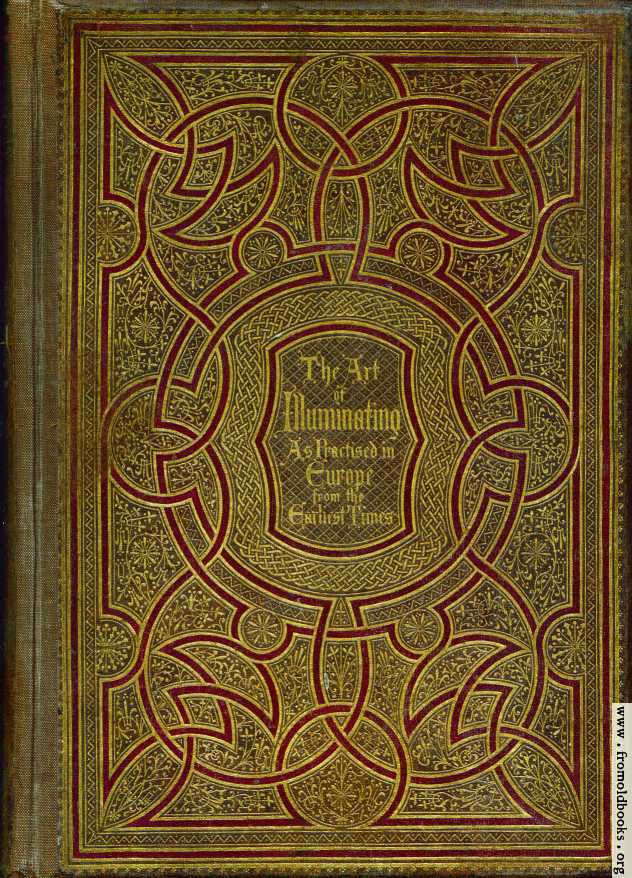 The Art
of
Illuminating
As Practised in
Europe
from the
Earliest Times
www.fromoldbooks.org